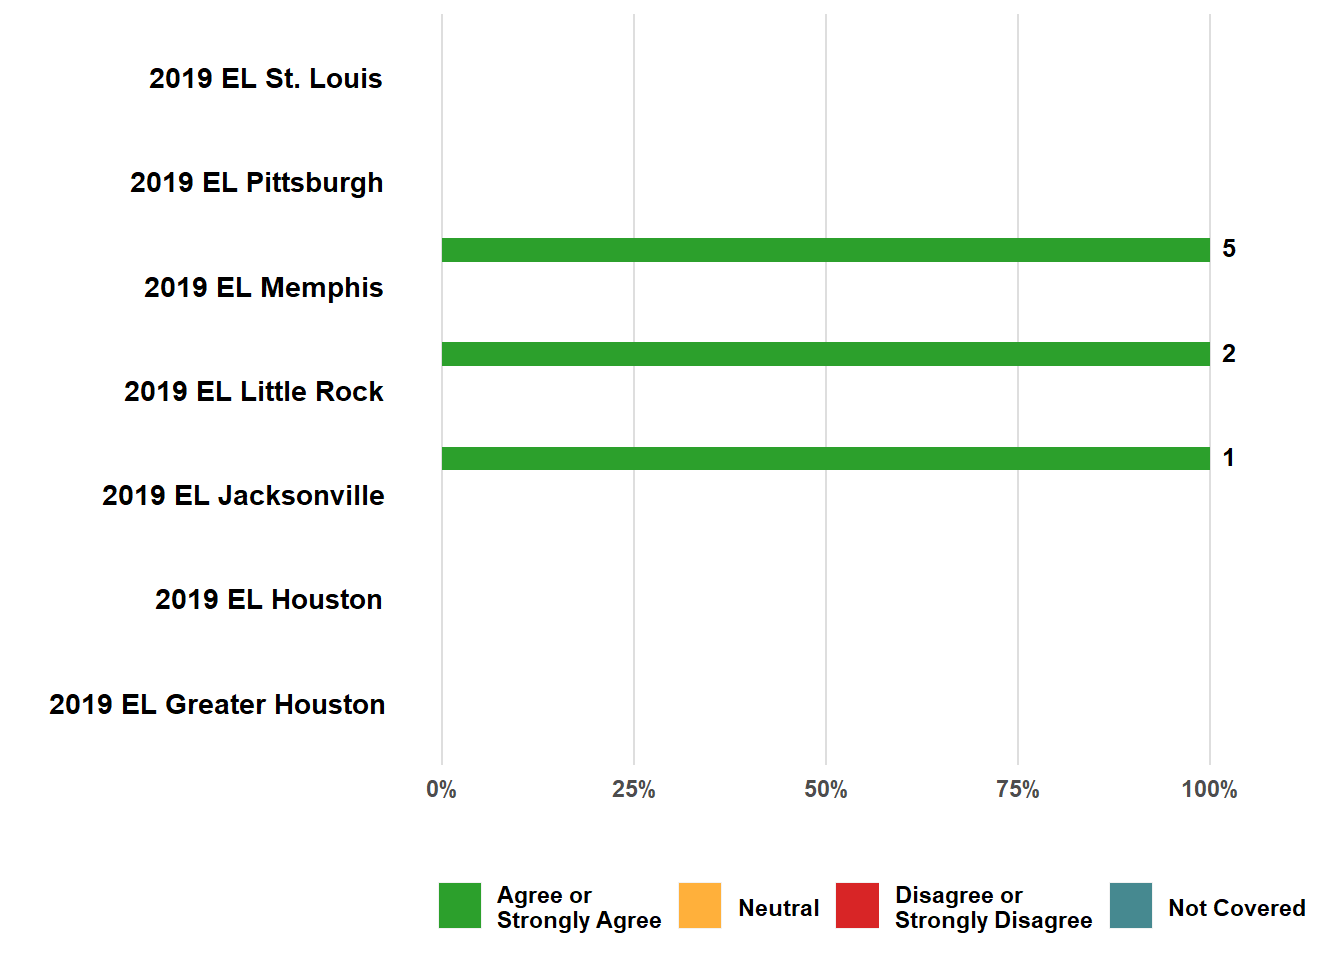 2019 EL St. Louis
2019 EL Pittsburgh
5
2019 EL Memphis
2
2019 EL Little Rock
1
2019 EL Jacksonville
2019 EL Houston
2019 EL Greater Houston
0% 25% 50% 75% 100%
Agree or
Strongly Agree
Neutral
Disagree or
Strongly Disagree
Not Covered